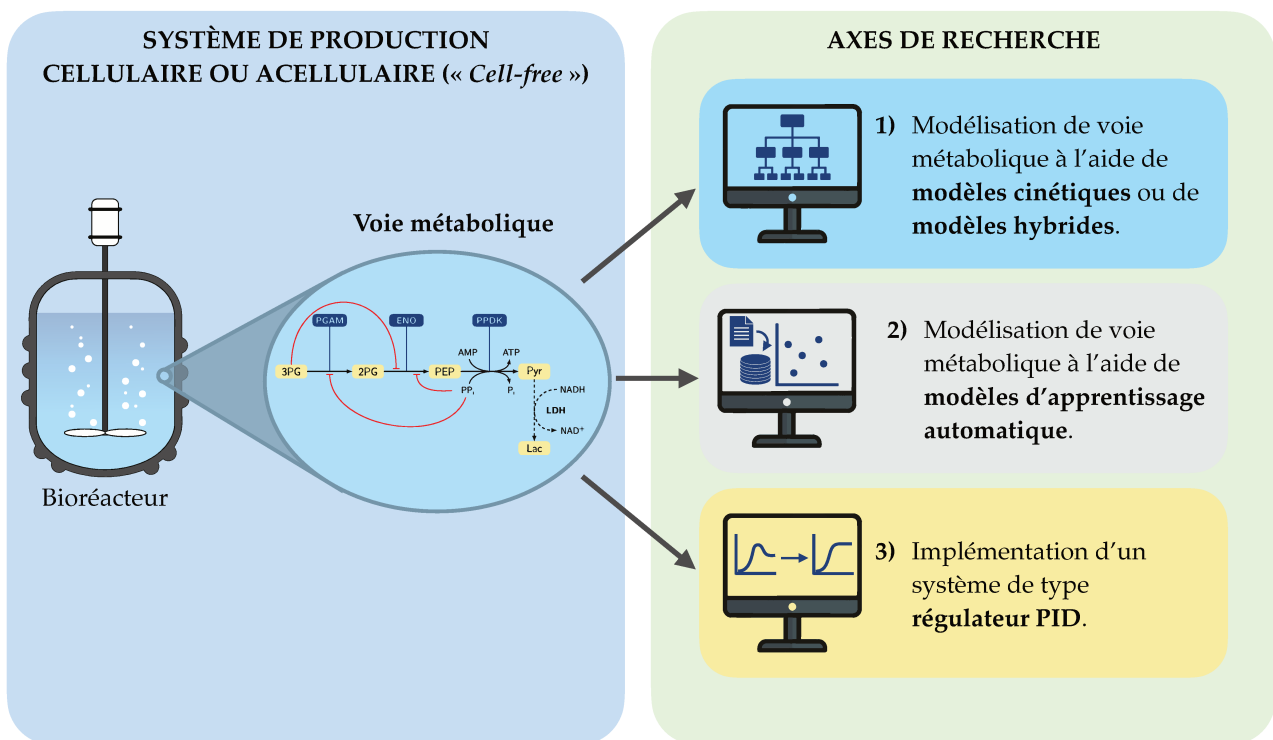 SYSTÈME DE PRODUCTION
CELLULAIRE OU ACELLULAIRE (« Cell-free »)
Voie métabolique
PGAM
ENO
PPDK
AMP
ATP
3PG
2PG
PEP
Pyr
PPi
Pi
NADH
LDH
NAD+
Lac
Bioréacteur
AXES DE RECHERCHE
1) Modélisation de voie
métabolique à l’aide de
modèles cinétiques ou de
modèles hybrides.
2) Modélisation de voie
métabolique à l’aide de
modèles d’apprentissage
automatique.
3) Implémentation d’un
système de type
régulateur PID.